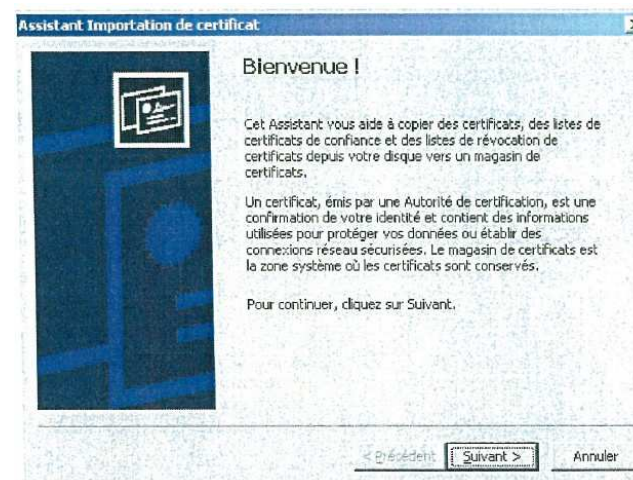 Assistant Importation de certificat
Bienvenue !
Cet Assistant vous aide à copier des certificats, des listes de
certificats de confiance et des listes de révocation de
certificats depuis votre disque vers un magasin de
certificats.
Un certificat, émis par une Autorité de certification, est une
confirmation de votre identité et contient des informations
utilisées pour protéger vos données ou établir des
connexions réseau sécurisées. Le magasin de certificats est
la zone système où les certificats sont conservés.
Pour continuer, cliquez sur Suivant.
< Précédent Suivant > Annuler